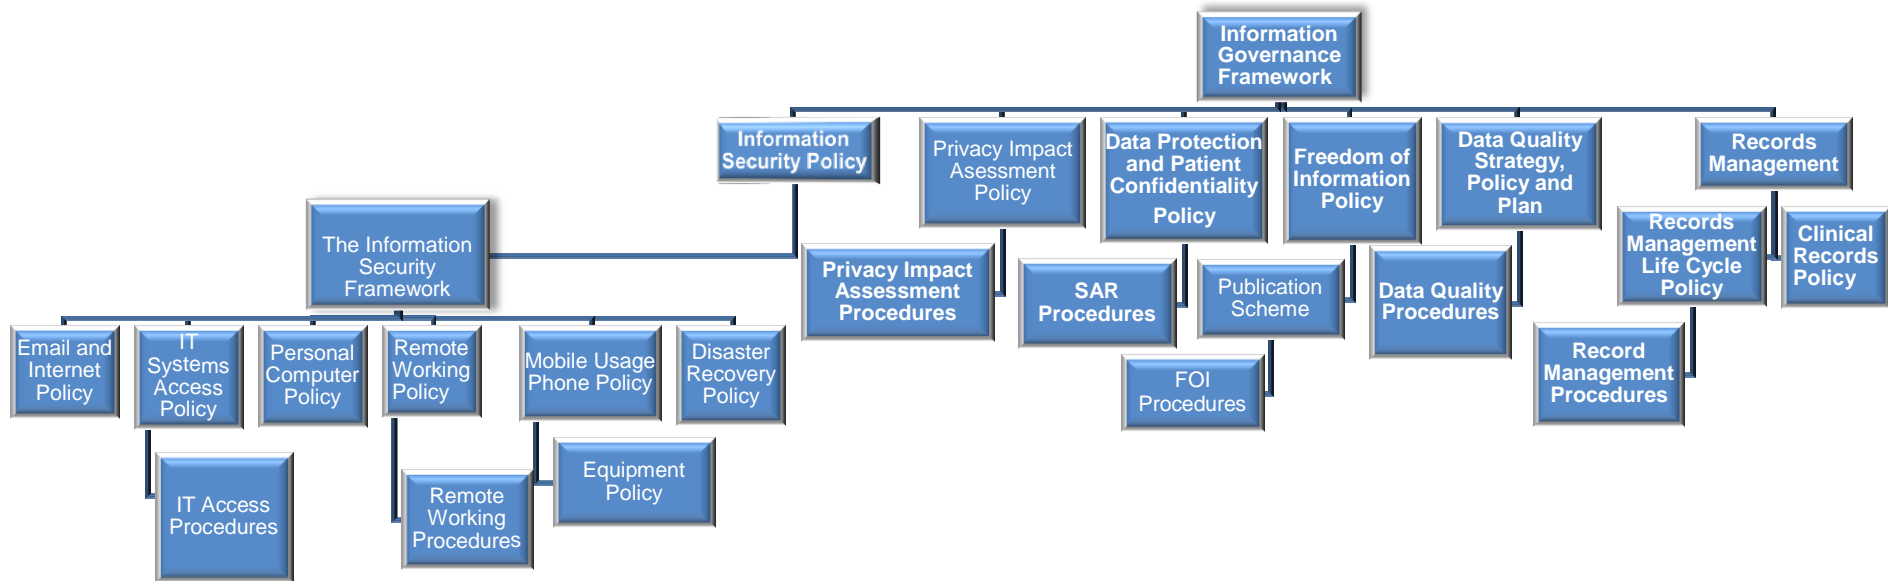 Information
Governance
Framework
Information
Security Policy
Privacy Impact
Asessment
Policy
Data Protection
and Patient
Confidentiality
Policy
Freedom of
Information
Policy
Data Quality
Strategy,
Policy and
Plan
Records
Management
The Information
Security
Framework
Privacy Impact
Assessment
Procedures
SAR
Procedures
Publication
Scheme
Data Quality
Procedures
Records
Management
Life Cycle
Policy
Clinical
Records
Policy
Email and
Internet
Policy
IT
Systems
Access
Policy
Personal
Computer
Policy
Remote
Working
Policy
Mobile Usage
Phone Policy
Disaster
Recovery
Policy
FOI
Procedures
Record
Management
Procedures
IT Access
Procedures
Remote
Working
Procedures
Equipment
Policy